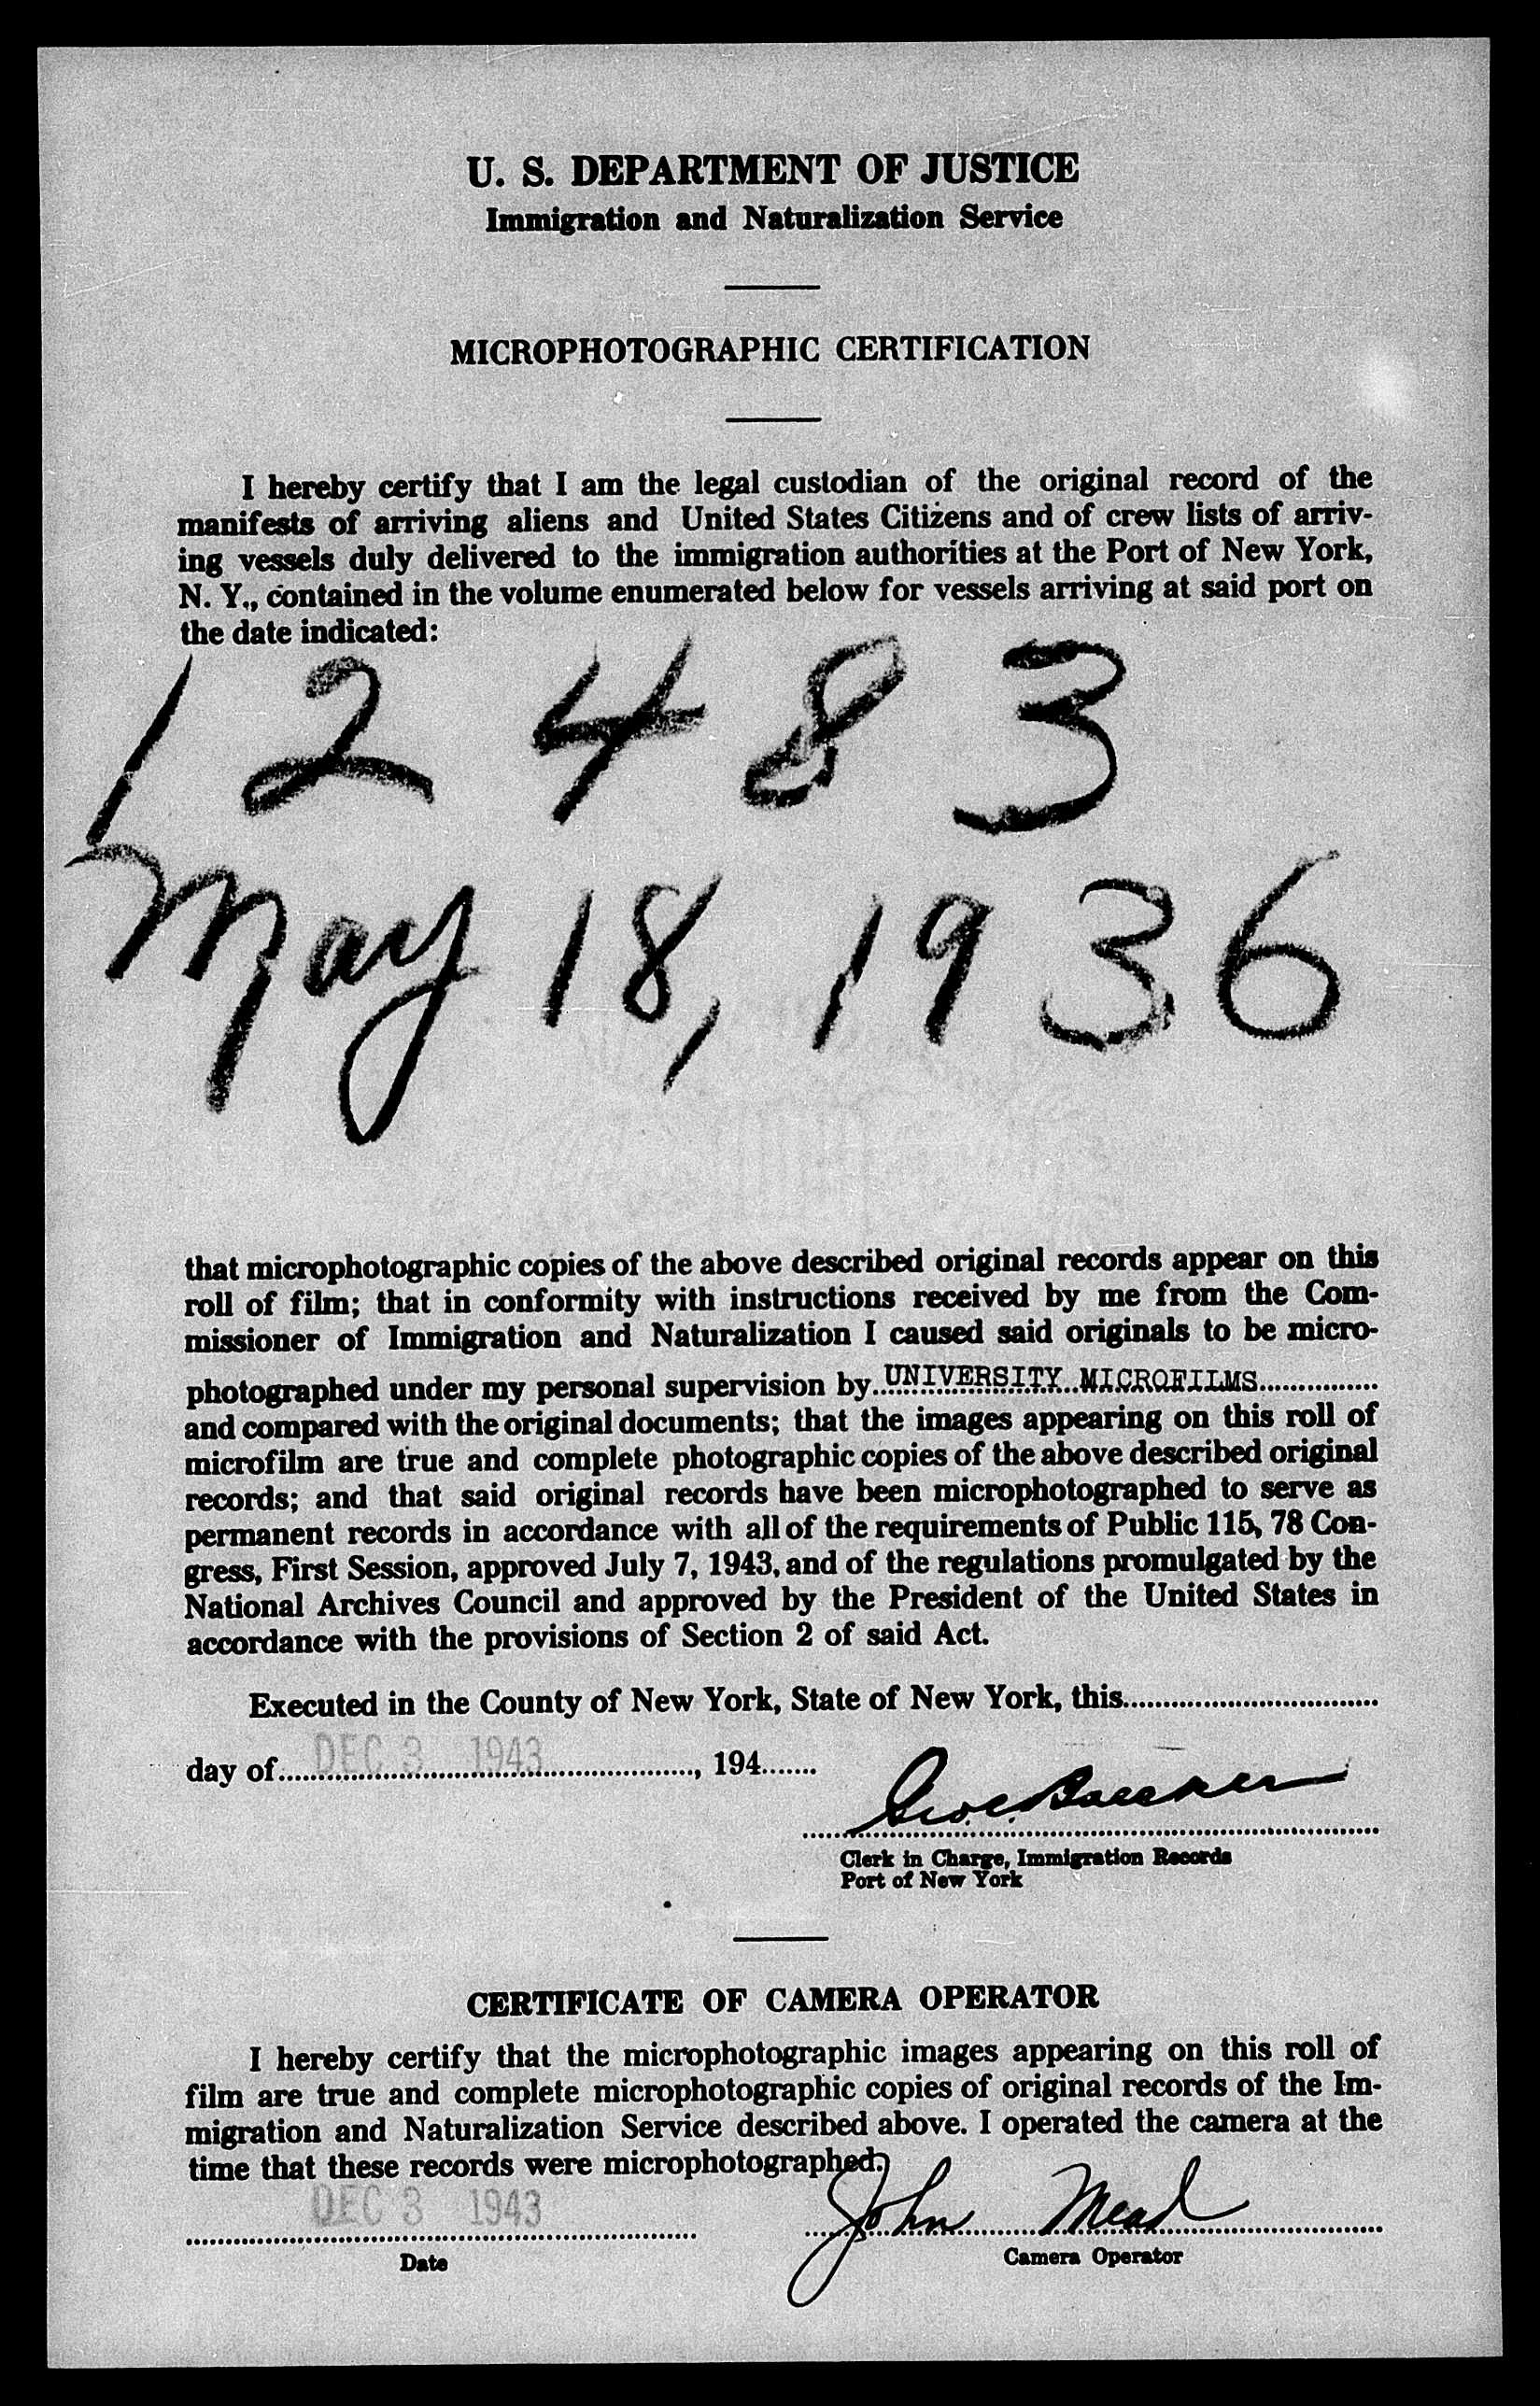 U. S. DEPARTMENT OF JUSTICE
Immigration and Naturalization Service
MICROPHOTOGRAPHIC CERTIFICATION
I hereby certify that I am the legal custodian of the original record of the
manifests of arriving aliens and United States Citizens and of crew lists of arriv-
ing vessels duly delivered to the immigration authorities at the Port of New York,
N. Y., contained in the volume enumerated below for vessels arriving at said port on
the date indicated:
12483
May 18, 1936
that microphotographic copies of the above described original records appear on this
roll of film; that in conformity with instructions received by me from the Com-
missioner of Immigration and Naturalization I caused said originals to be micro-
photographed under my personal supervision by UNIVERSITY MICROFILMS
and compared with the original documents; that the images appearing on this roll of
microfilm are true and complete photographic copies of the above described original
records; and that said original records have been microphotographed to serve as
permanent records in accordance with all of the requirements of Public 115, 78 Con-
gress, First Session, approved July 7, 1943, and of the regulations promulgated by the
National Archives Council and approved by the President of the United States in
accordance with the provisions of Section 2 of said Act.
Executed in the County of New York, State of New York, this
day of DEC 3 1943, 194
Clerk in Charge, Immigration Records
Port of New York
CERTIFICATE OF CAMERA OPERATOR
I hereby certify that the microphotographic images appearing on this roll of
film are true and complete microphotographic copies of original records of the Im-
migration and Naturalization Service described above. I operated the camera at the
time that these records were microphotographed.
DEC 3 1943 John Mead
Date Camera Operator